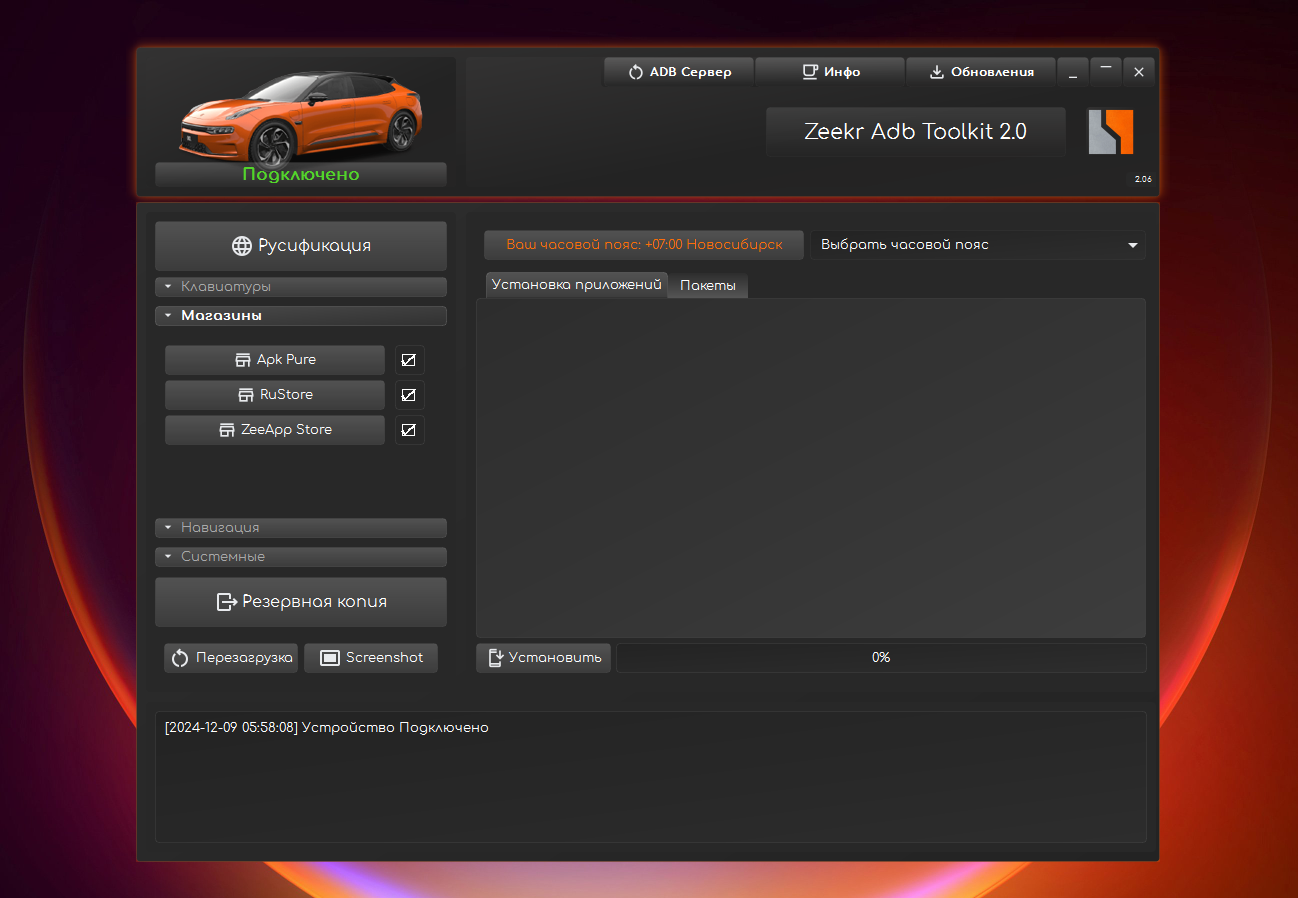 ADB Сервер
Инфо
Обновления
Zeekr Adb Toolkit 2.0
Подключено
2.06
Русификация
Ваш часовой пояс: +07:00 Новосибирск
Выбрать часовой пояс
Клавиатуры
Установка приложений
Пакеты
Магазины
Apk Pure
RuStore
ZeeApp Store
Навигация
Системные
Резервная копия
Перезагрузка
Screenshot
Установить
0%
[2024-12-09 05:58:08] Устройство Подключено